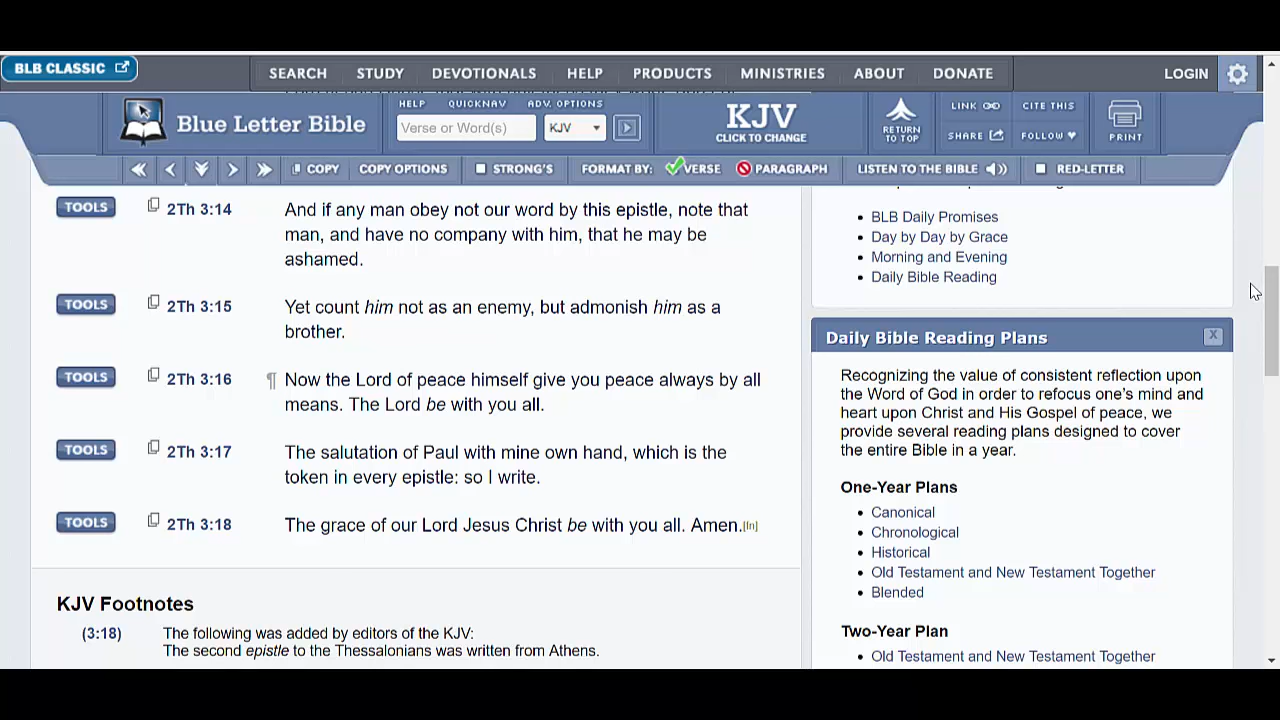 BLB CLASSIC
SEARCH STUDY DEVOTIONALS HELP PRODUCTS MINISTRIES ABOUT DONATE LOGIN
Blue Letter Bible
HELP QUICKNAV ADV. OPTIONS
Verse or Word(s) KJV
KJV
CLICK TO CHANGE
RETURN
TO TOP
LINK CITE THIS
SHARE FOLLOW
PRINT
COPY COPY OPTIONS STRONG'S FORMAT BY: VERSE PARAGRAPH LISTEN TO THE BIBLE RED-LETTER
TOOLS 2Th 3:14 And if any man obey not our word by this epistle, note that
man, and have no company with him, that he may be
ashamed.
TOOLS 2Th 3:15 Yet count him not as an enemy, but admonish him as a
brother.
TOOLS 2Th 3:16 ¶ Now the Lord of peace himself give you peace always by all
means. The Lord be with you all.
TOOLS 2Th 3:17 The salutation of Paul with mine own hand, which is the
token in every epistle: so I write.
TOOLS 2Th 3:18 The grace of our Lord Jesus Christ be with you all. Amen.[fn]
KJV Footnotes
(3:18) The following was added by editors of the KJV:
The second epistle to the Thessalonians was written from Athens.
• BLB Daily Promises
• Day by Day by Grace
• Morning and Evening
• Daily Bible Reading
Daily Bible Reading Plans X
Recognizing the value of consistent reflection upon
the Word of God in order to refocus one's mind and
heart upon Christ and His Gospel of peace, we
provide several reading plans designed to cover
the entire Bible in a year.
One-Year Plans
• Canonical
• Chronological
• Historical
• Old Testament and New Testament Together
• Blended
Two-Year Plan
• Old Testament and New Testament Together